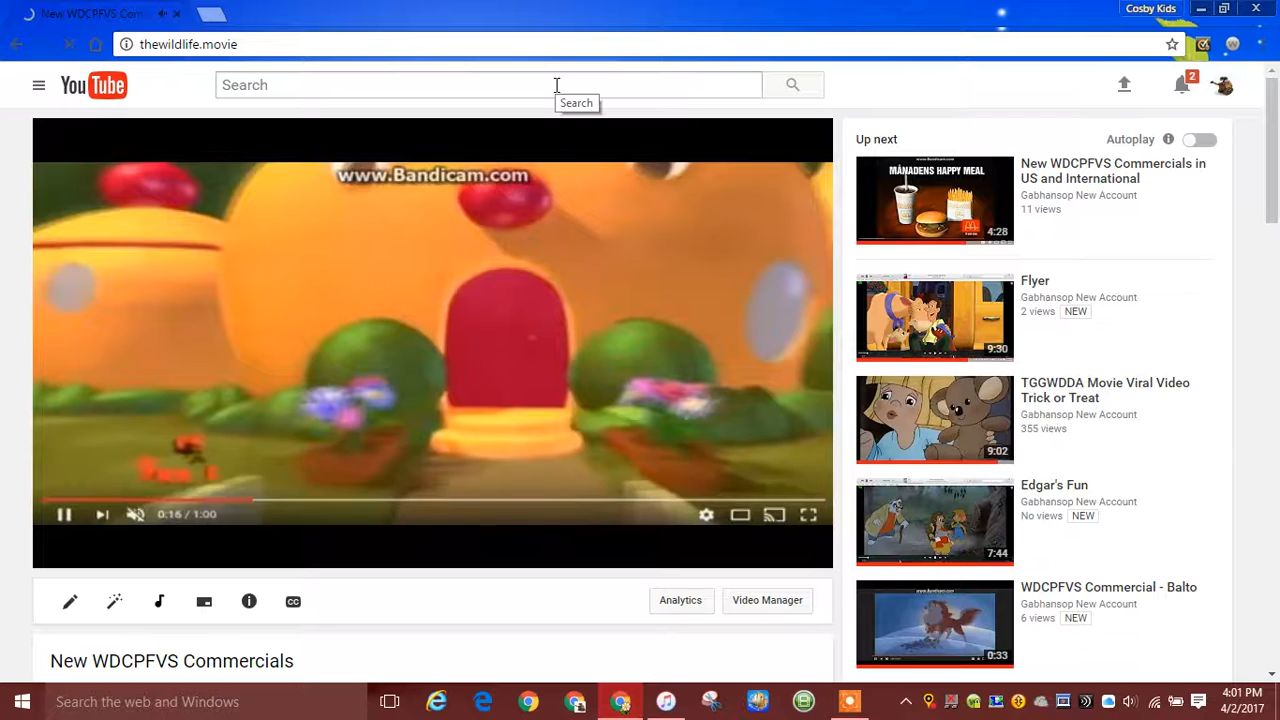 New WDCPFVS Com
Cosby Kids
thewildlife.movie
YouTube
Search
2
Search
www.Bandicam.com
0:16 / 1:00
Up next
Autoplay
MÅNADENS HAPPY MEAL
4:28
New WDCPFVS Commercials in
US and International
Gabhansop New Account
11 views
9:30
Flyer
Gabhansop New Account
2 views NEW
9:02
TGGWDDA Movie Viral Video
Trick or Treat
Gabhansop New Account
355 views
7:44
Edgar's Fun
Gabhansop New Account
No views NEW
0:33
WDCPFVS Commercial - Balto
Gabhansop New Account
6 views NEW
CC
Analytics
Video Manager
New WDCPFVS Commercials
Search the web and Windows
4:01 PM
4/2/2017